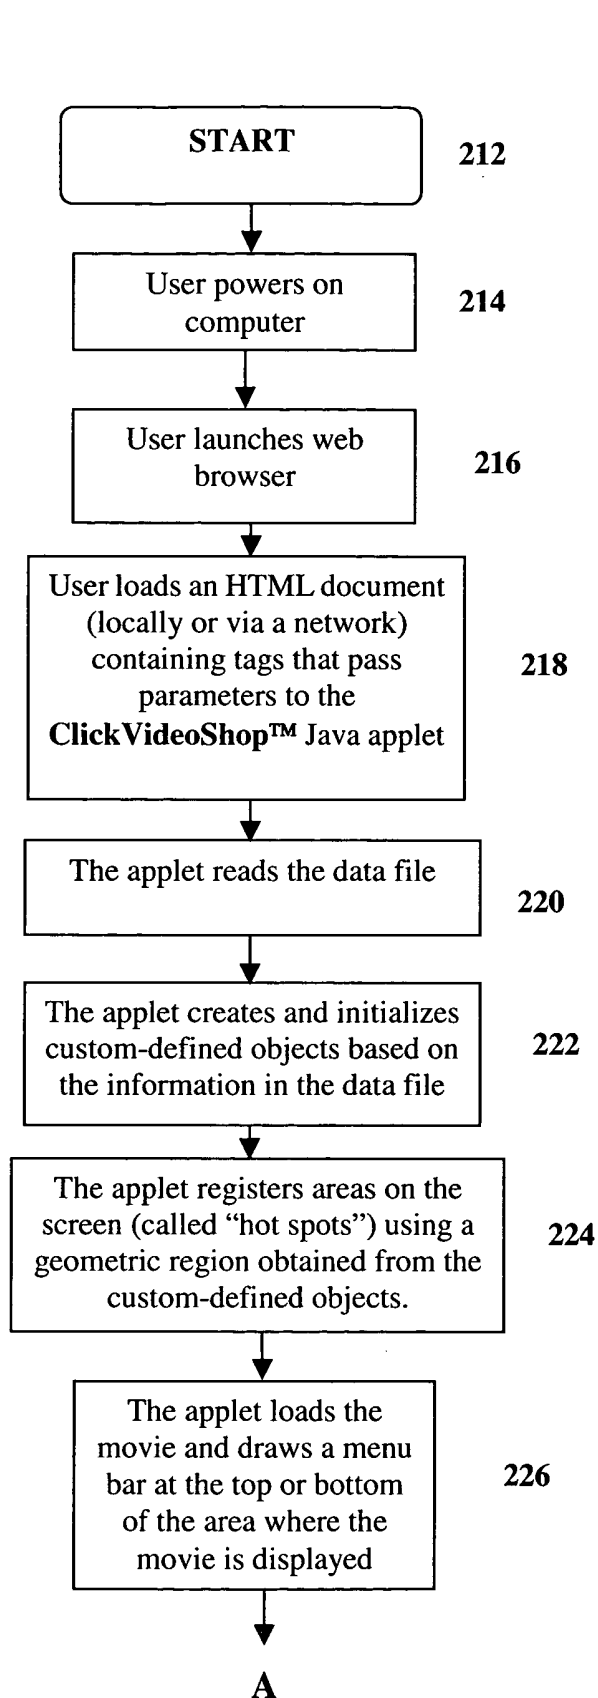 START
212
User powers on
computer
214
User launches web
browser
216
User loads an HTML document
(locally or via a network)
containing tags that pass
parameters to the
ClickVideoShop™ Java applet
218
The applet reads the data file
220
The applet creates and initializes
custom-defined objects based on
the information in the data file
222
The applet registers areas on the
screen (called “hot spots”) using a
geometric region obtained from the
custom-defined objects.
224
The applet loads the
movie and draws a menu
bar at the top or bottom
of the area where the
movie is displayed
226
A